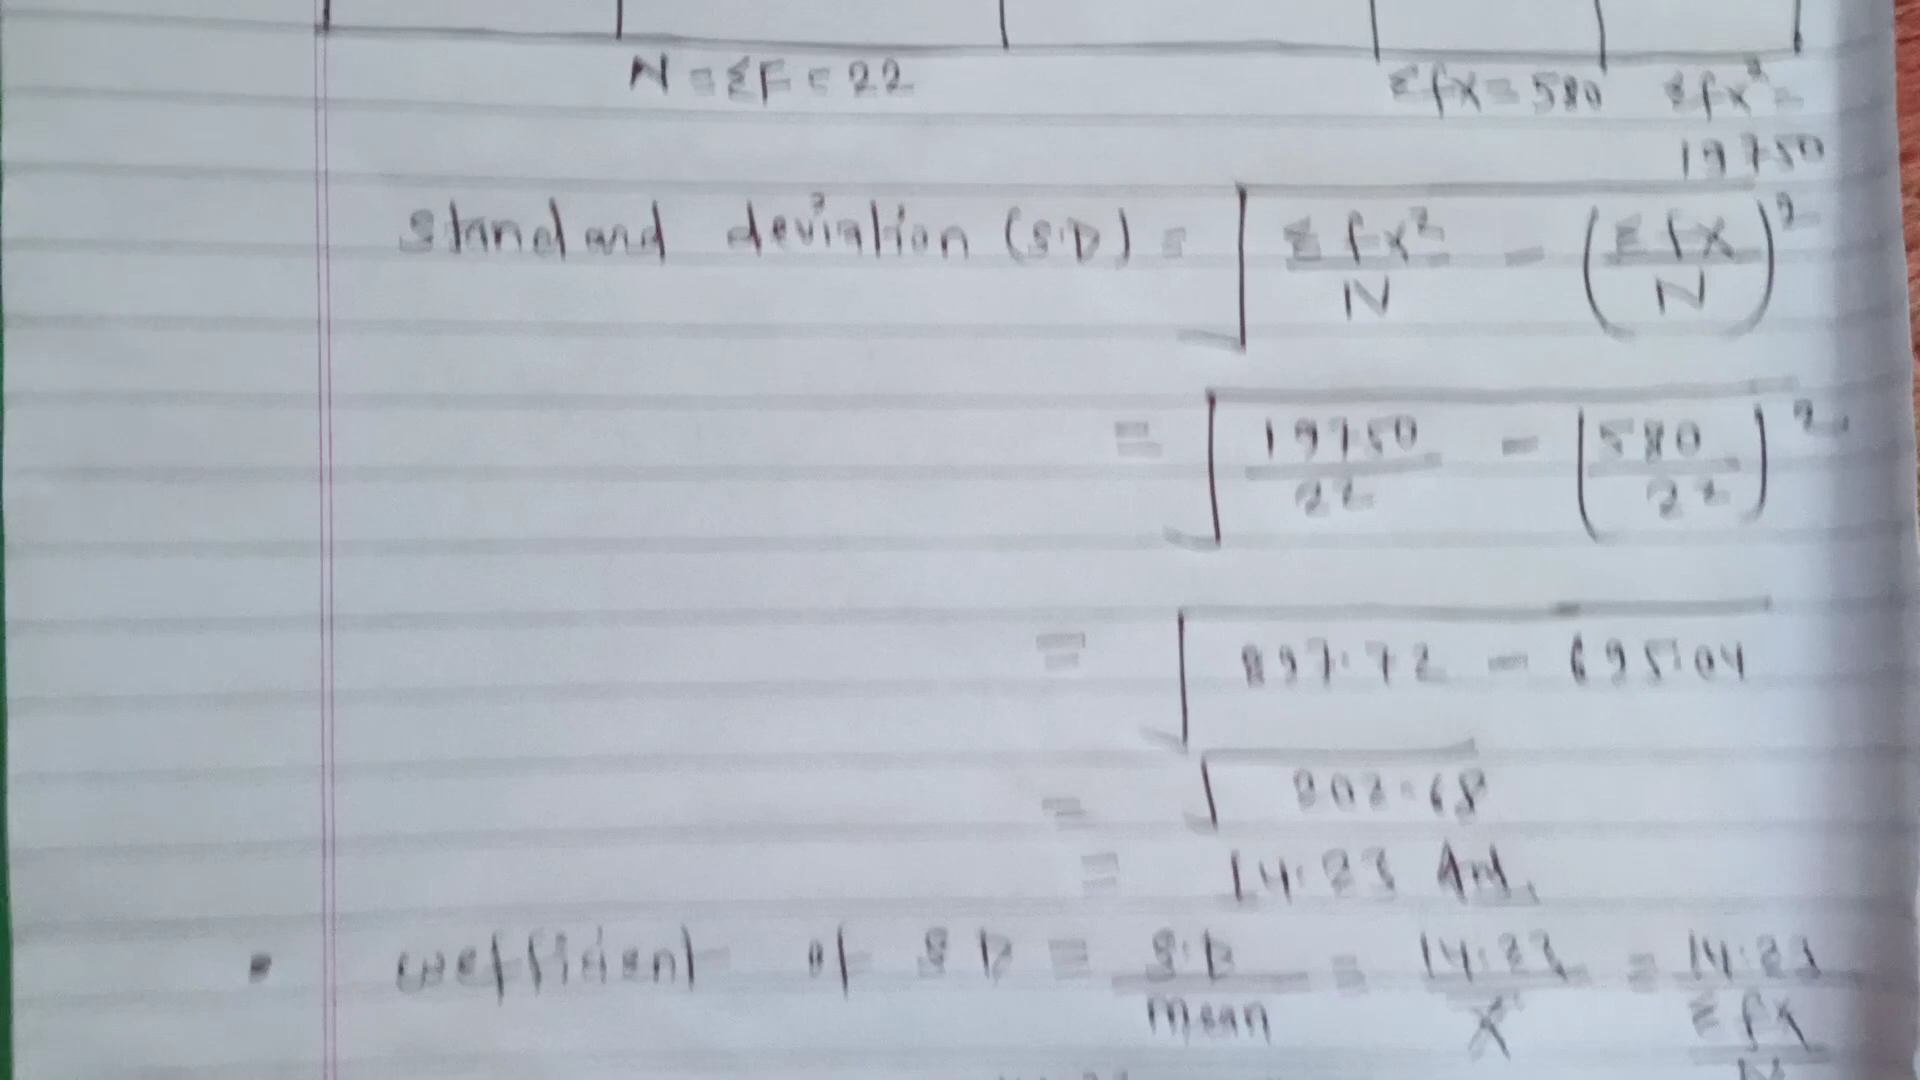 N = ΣF = 22 Σfx = 580 Σfx² =
19750
standard deviation (S.D) = √ Σfx²/N - (Σfx/N)²
= √ 19750/22 - (580/22)²
= √ 897.72 - 695.04
= √ 202.68
= 14.23 Ans.
• coefficient of SD = S.D/mean = 14.23/X̄ = 14.23/Σfx/N